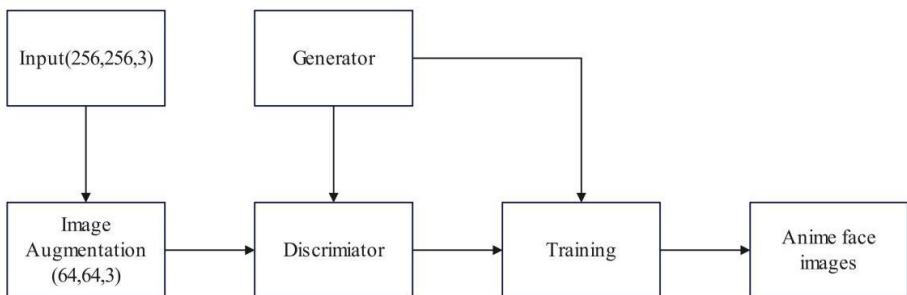 Input(256,256,3)
Generator
Image
Augmentation
(64,64,3)
Discrimiator
Training
Anime face
images